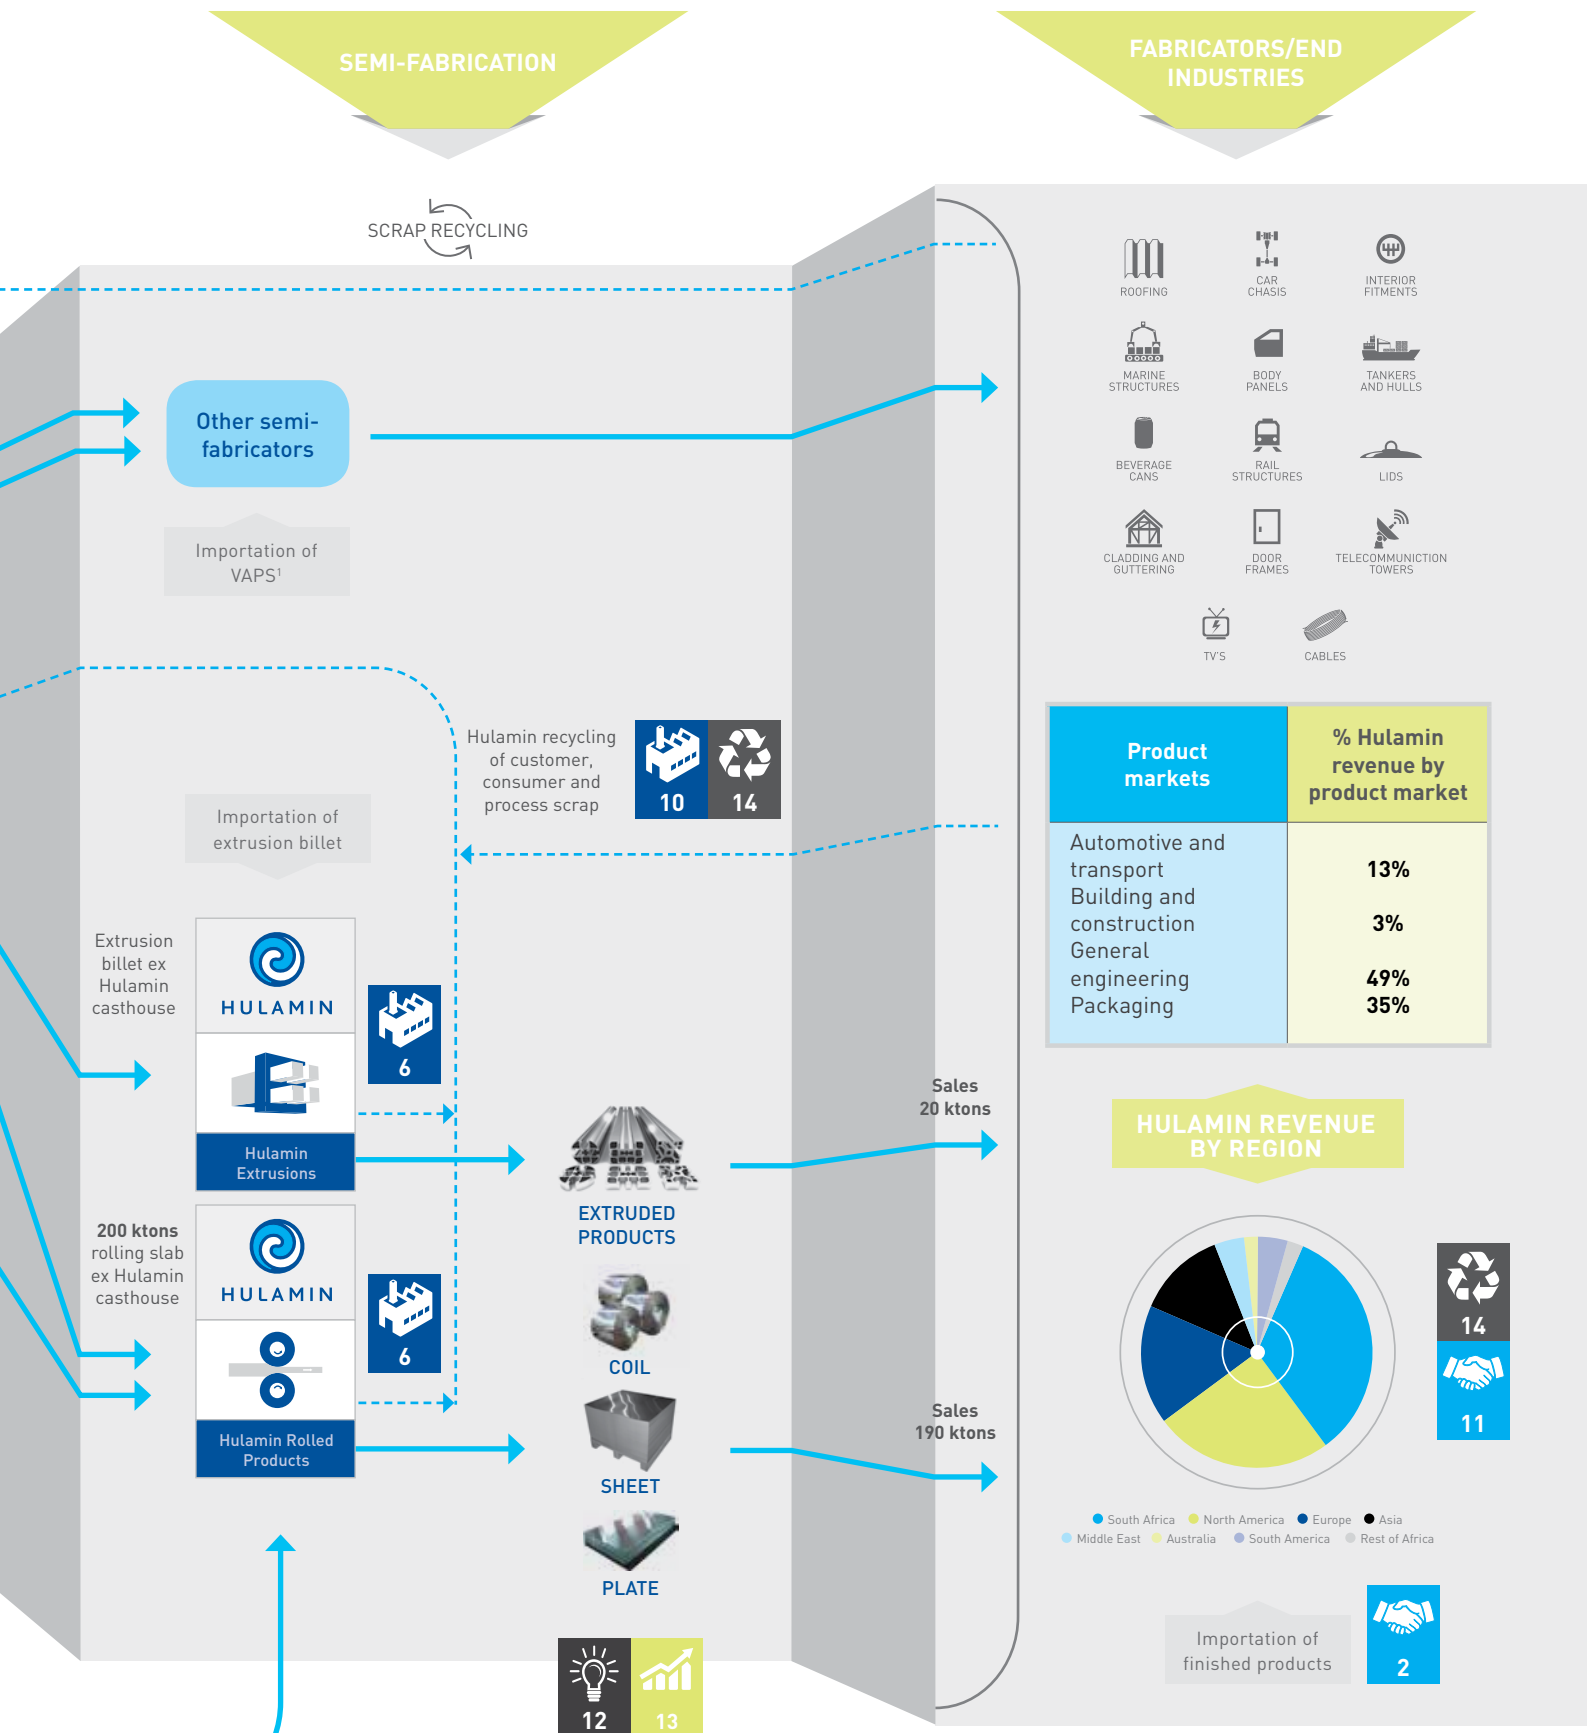 SEMI-FABRICATION
FABRICATORS/END
INDUSTRIES
SCRAP RECYCLING
Other semi-
fabricators
Importation of
VAPS¹
Hulamin recycling
of customer,
consumer and
process scrap
10
14
Importation of
extrusion billet
Extrusion
billet ex
Hulamin
casthouse
HULAMIN
6
Hulamin
Extrusions
200 ktons
rolling slab
ex Hulamin
casthouse
HULAMIN
6
Hulamin Rolled
Products
EXTRUDED
PRODUCTS
COIL
SHEET
PLATE
12
13
Sales
20 ktons
Sales
190 ktons
ROOFING
CAR
CHASIS
INTERIOR
FITMENTS
MARINE
STRUCTURES
BODY
PANELS
TANKERS
AND HULLS
BEVERAGE
CANS
RAIL
STRUCTURES
LIDS
CLADDING AND
GUTTERING
DOOR
FRAMES
TELECOMMUNICTION
TOWERS
TV'S
CABLES
Product
markets
% Hulamin
revenue by
product market
Automotive and
transport 13%
Building and
construction 3%
General
engineering 49%
Packaging 35%
HULAMIN REVENUE
BY REGION
14
11
South Africa North America Europe Asia
Middle East Australia South America Rest of Africa
Importation of
finished products
2